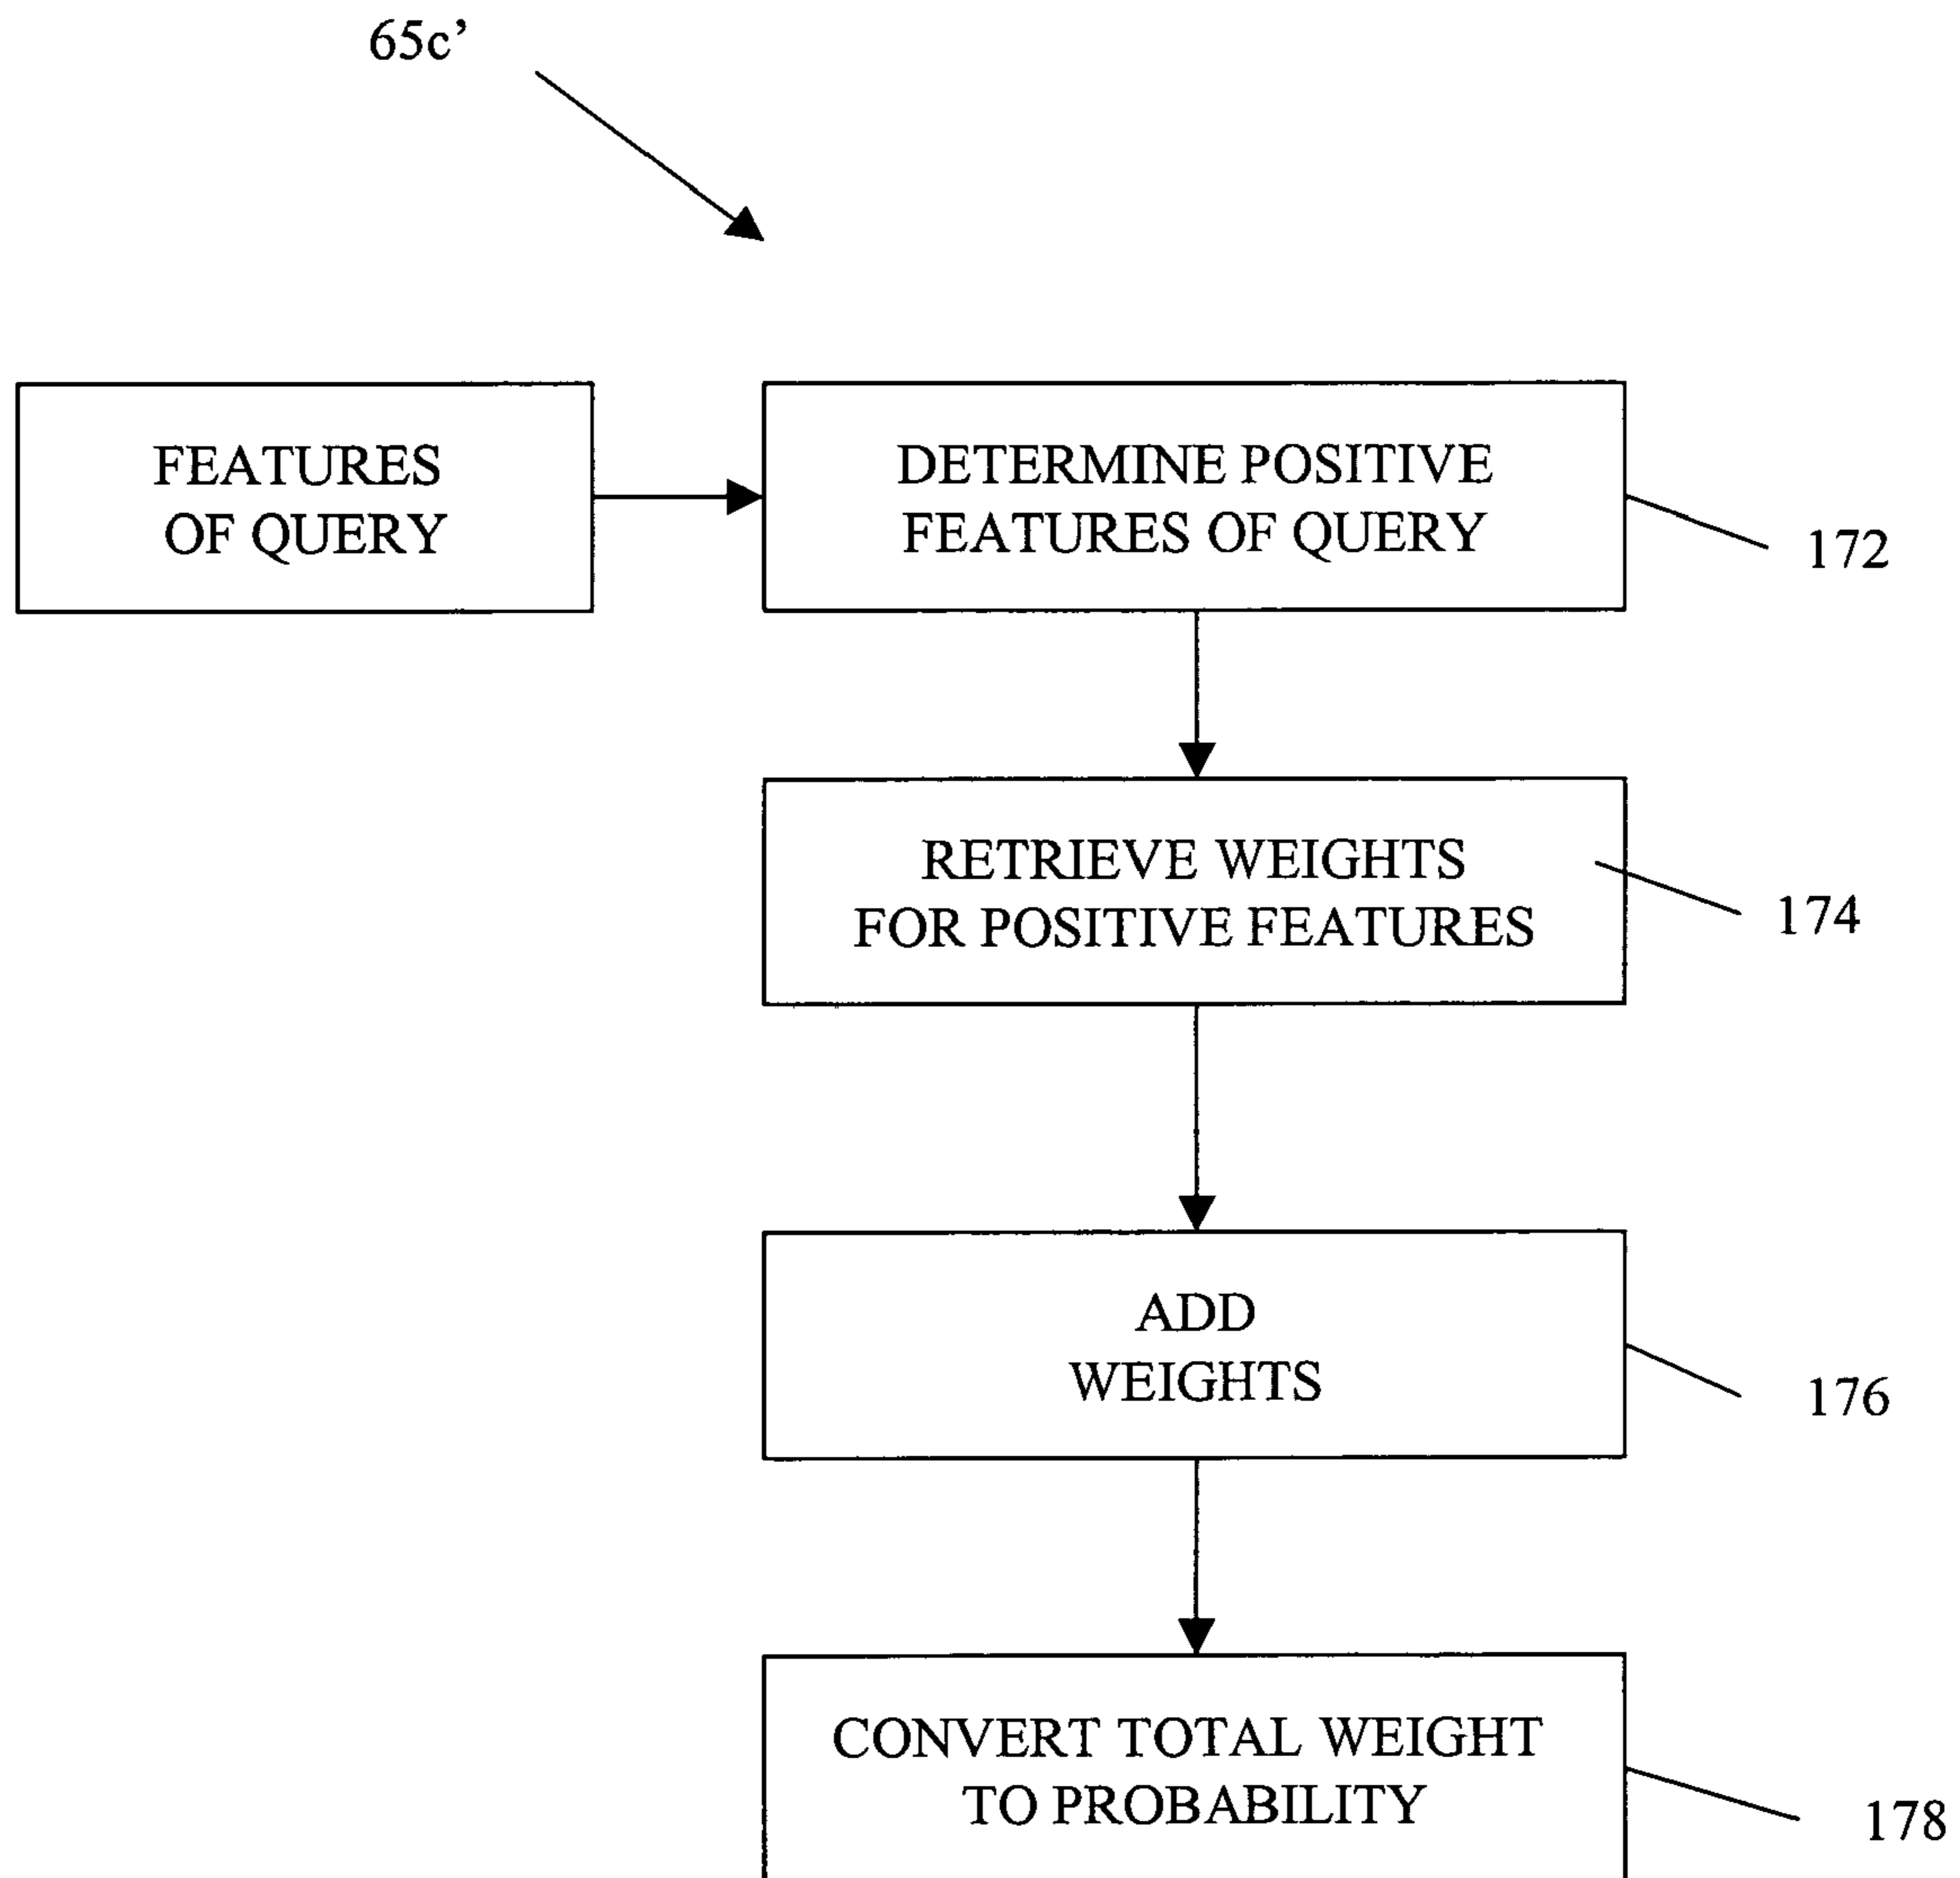 65c’
FEATURES
OF QUERY
DETERMINE POSITIVE
FEATURES OF QUERY
172
RETRIEVE WEIGHTS
FOR POSITIVE FEATURES
174
ADD
WEIGHTS
176
CONVERT TOTAL WEIGHT
TO PROBABILITY
178